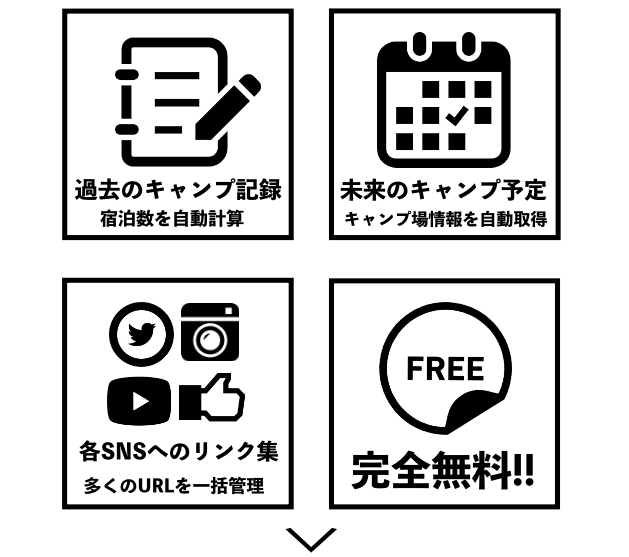 過去のキャンプ記録
宿泊数を自動計算
未来のキャンプ予定
キャンプ場情報を自動取得
各SNSへのリンク集
多くのURLを一括管理
FREE
完全無料!!